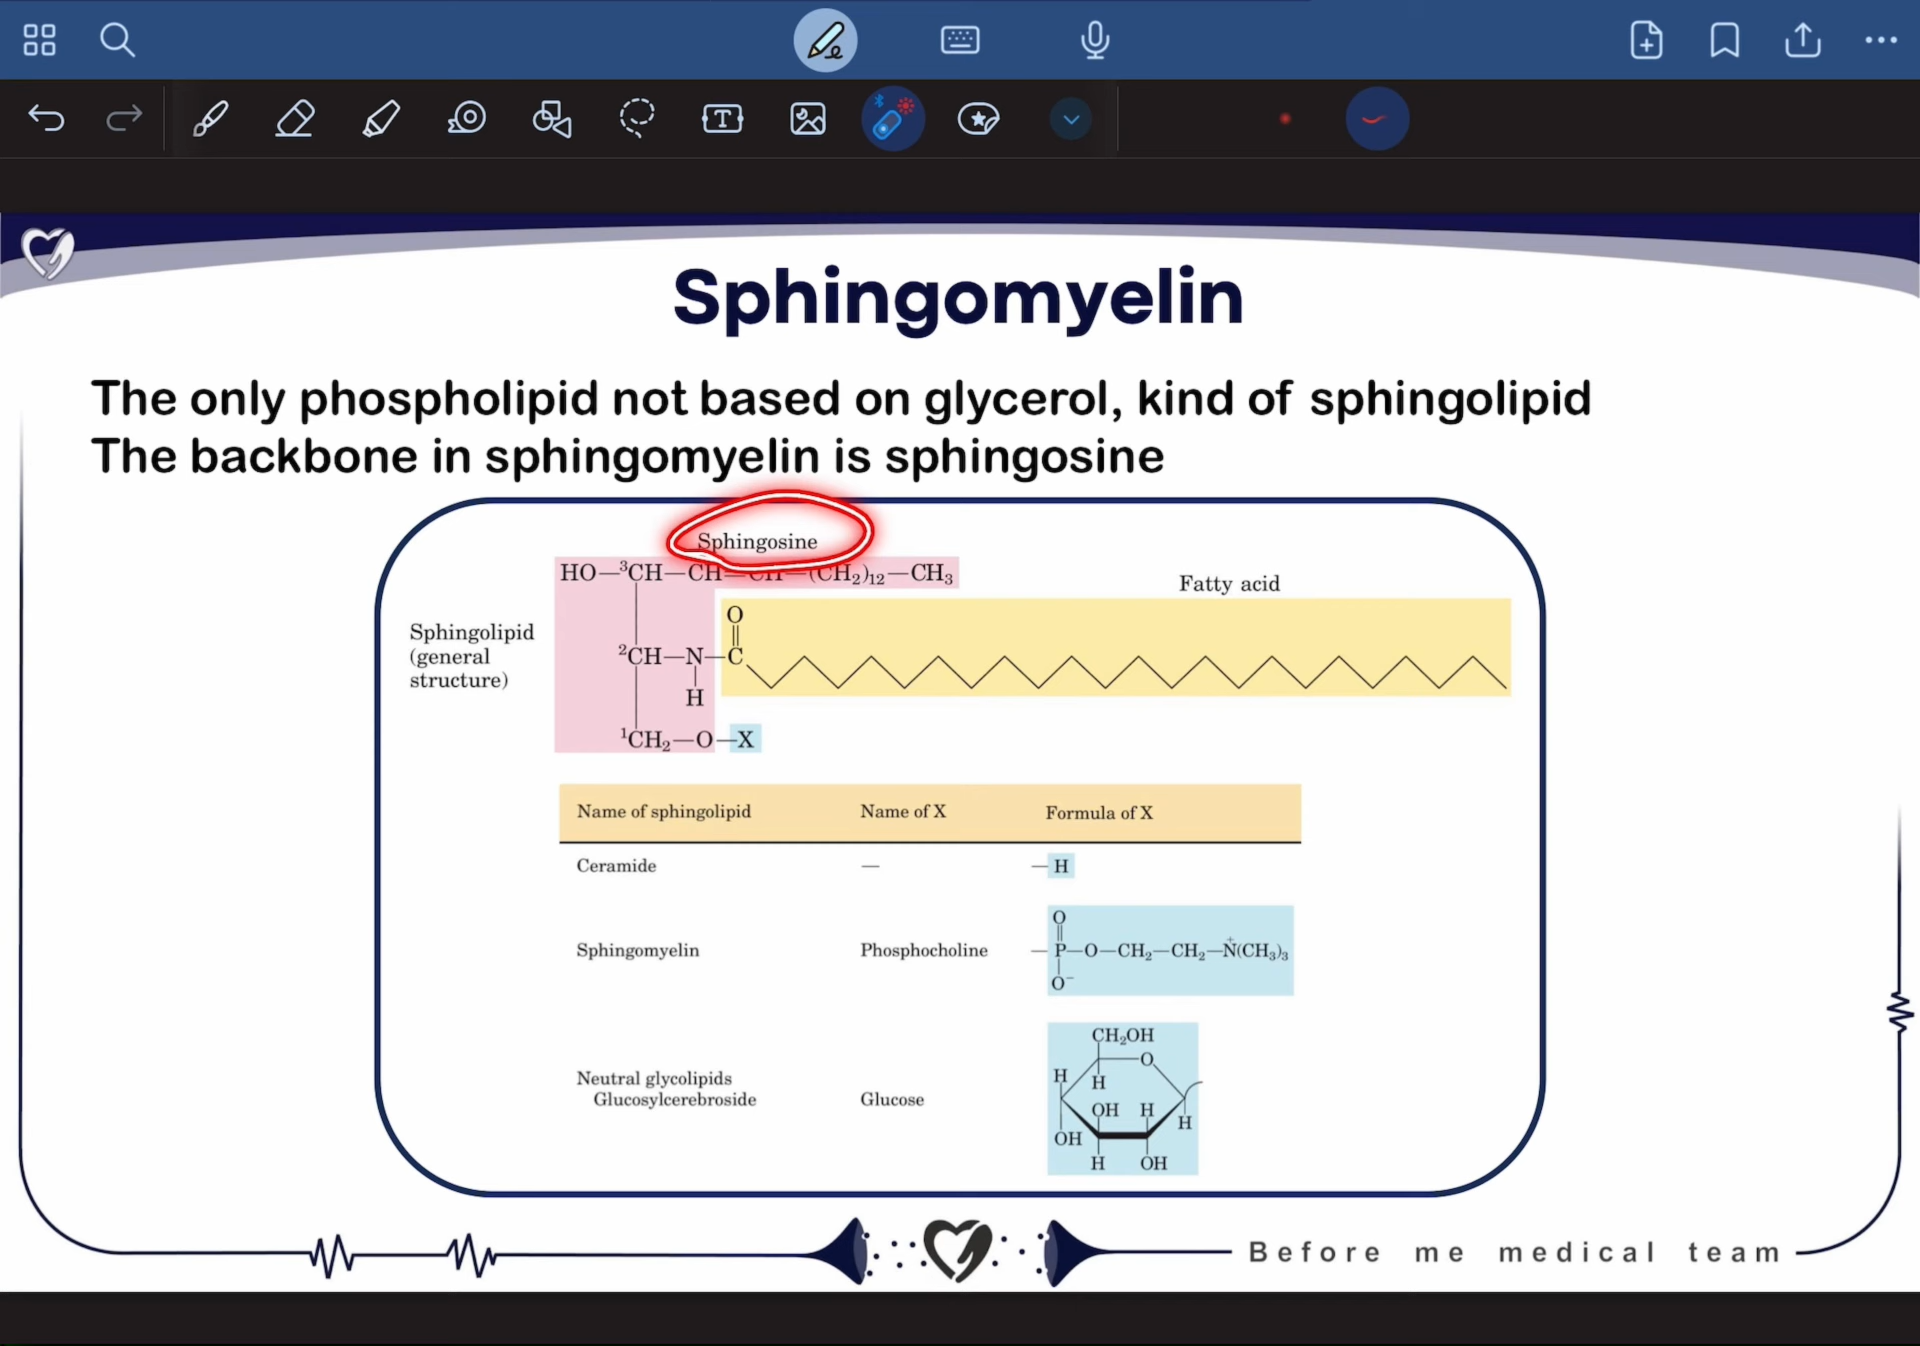 Sphingomyelin
The only phospholipid not based on glycerol, kind of sphingolipid
The backbone in sphingomyelin is sphingosine
Sphingosine
HO—³CH—CH—CH—(CH₂)₁₂—CH₃
Fatty acid
Sphingolipid
(general
structure)
O
²CH—N—C
H
¹CH₂—O—X
Name of sphingolipid Name of X Formula of X
Ceramide — —H
O
Sphingomyelin Phosphocholine —P—O—CH₂—CH₂—N⁺(CH₃)₃
O⁻
CH₂OH
O
H H
Neutral glycolipids
Glucosylcerebroside Glucose
OH H
H
OH
H OH
Before me medical team